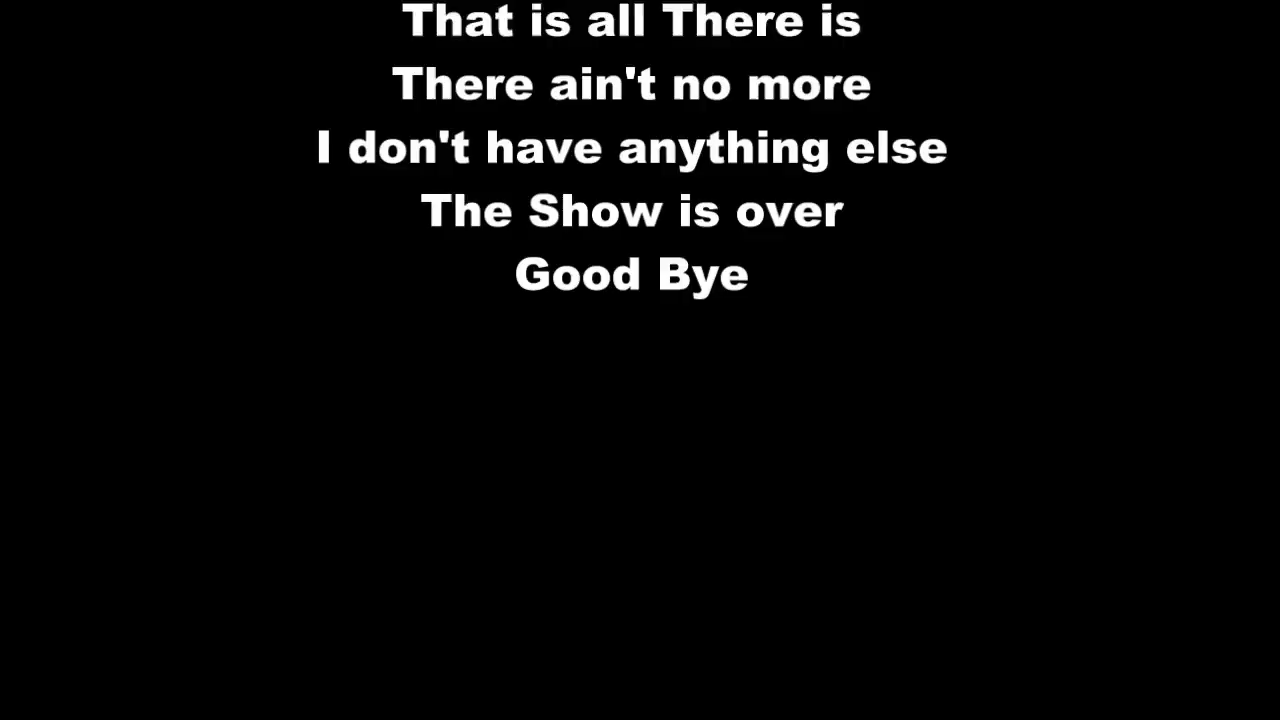 That is all There is
There ain't no more
I don't have anything else
The Show is over
Good Bye